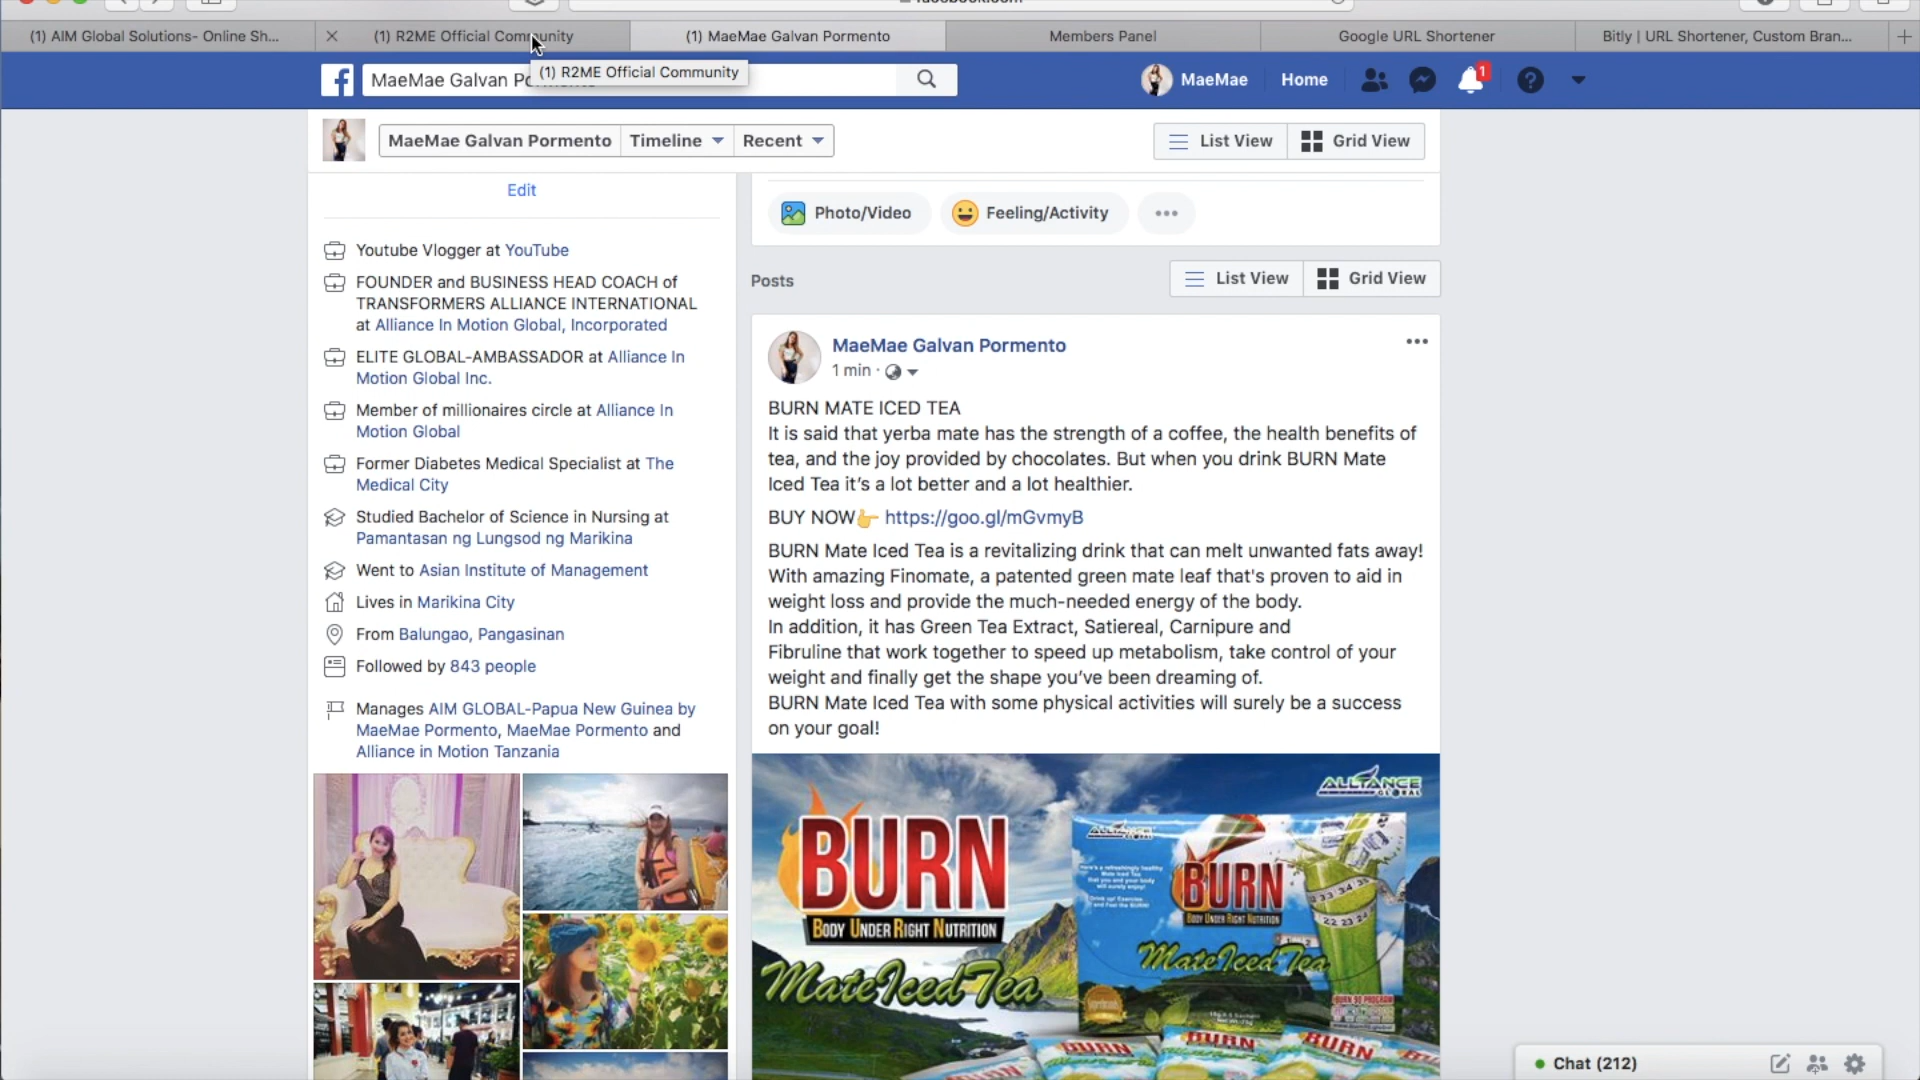 (1) AIM Global Solutions- Online Sh...
(1) R2ME Official Community
(1) MaeMae Galvan Pormento
Members Panel
Google URL Shortener
Bitly | URL Shortener, Custom Bran...
(1) R2ME Official Community
MaeMae Galvan
MaeMae
Home
1
MaeMae Galvan Pormento
Timeline
Recent
List View
Grid View
Edit
Photo/Video
Feeling/Activity
Youtube Vlogger at YouTube
FOUNDER and BUSINESS HEAD COACH of
TRANSFORMERS ALLIANCE INTERNATIONAL
at Alliance In Motion Global, Incorporated
ELITE GLOBAL-AMBASSADOR at Alliance In
Motion Global Inc.
Member of millionaires circle at Alliance In
Motion Global
Former Diabetes Medical Specialist at The
Medical City
Studied Bachelor of Science in Nursing at
Pamantasan ng Lungsod ng Marikina
Went to Asian Institute of Management
Lives in Marikina City
From Balungao, Pangasinan
Followed by 843 people
Manages AIM GLOBAL-Papua New Guinea by
MaeMae Pormento, MaeMae Pormento and
Alliance in Motion Tanzania
Posts
List View
Grid View
MaeMae Galvan Pormento
1 min ·
BURN MATE ICED TEA
It is said that yerba mate has the strength of a coffee, the health benefits of
tea, and the joy provided by chocolates. But when you drink BURN Mate
Iced Tea it’s a lot better and a lot healthier.
BUY NOW https://goo.gl/mGvmyB
BURN Mate Iced Tea is a revitalizing drink that can melt unwanted fats away!
With amazing Finomate, a patented green mate leaf that's proven to aid in
weight loss and provide the much-needed energy of the body.
In addition, it has Green Tea Extract, Satiereal, Carnipure and
Fibruline that work together to speed up metabolism, take control of your
weight and finally get the shape you’ve been dreaming of.
BURN Mate Iced Tea with some physical activities will surely be a success
on your goal!
ALLIANCE
GLOBAL
BURN
BODY UNDER RIGHT NUTRITION
Mate Iced Tea
BURN
BODY UNDER RIGHT NUTRITION
Mate Iced Tea
BURN
BURN
BURN
Chat (212)